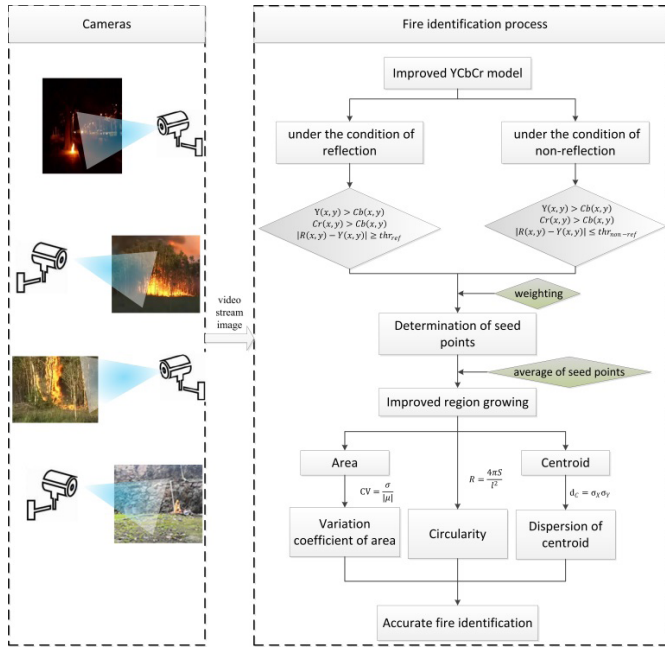 Cameras
Fire identification process
Improved YCbCr model
under the condition of
reflection
under the condition of
non-reflection
Y(x, y) > Cb(x, y)
Cr(x, y) > Cb(x, y)
|R(x, y) − Y(x, y)| ≥ thr_ref
Y(x, y) > Cb(x, y)
Cr(x, y) > Cb(x, y)
|R(x, y) − Y(x, y)| ≤ thr_non−ref
weighting
video
stream
image
Determination of seed
points
average of seed points
Improved region growing
Area
Centroid
CV = σ/|μ|
R = 4πS/l²
d_C = σ_X σ_Y
Variation
coefficient of area
Circularity
Dispersion of
centroid
Accurate fire identification